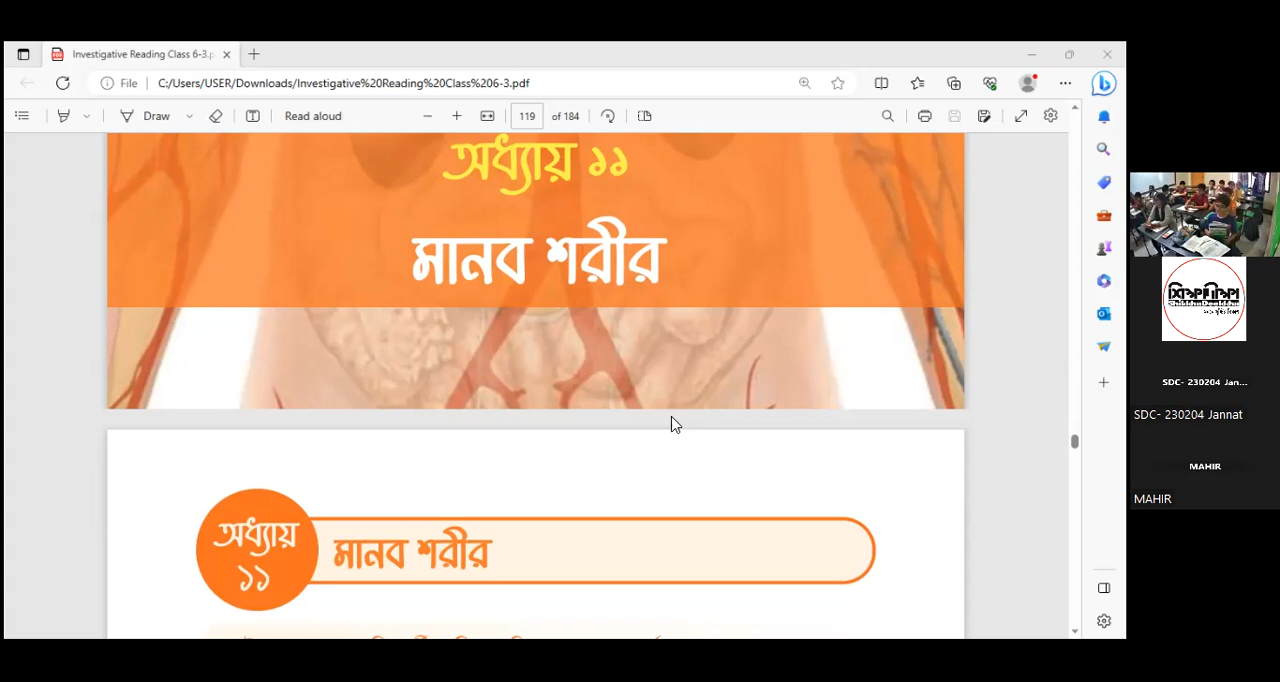 Investigative Reading Class 6-3.p
File
C:/Users/USER/Downloads/Investigative%20Reading%20Class%206-3.pdf
Draw
Read aloud
119 of 184
অধ্যায় ১১
মানব শরীর
অধ্যায়
১১
মানব শরীর
SDC- 230204 Jan...
SDC- 230204 Jannat
MAHIR
MAHIR